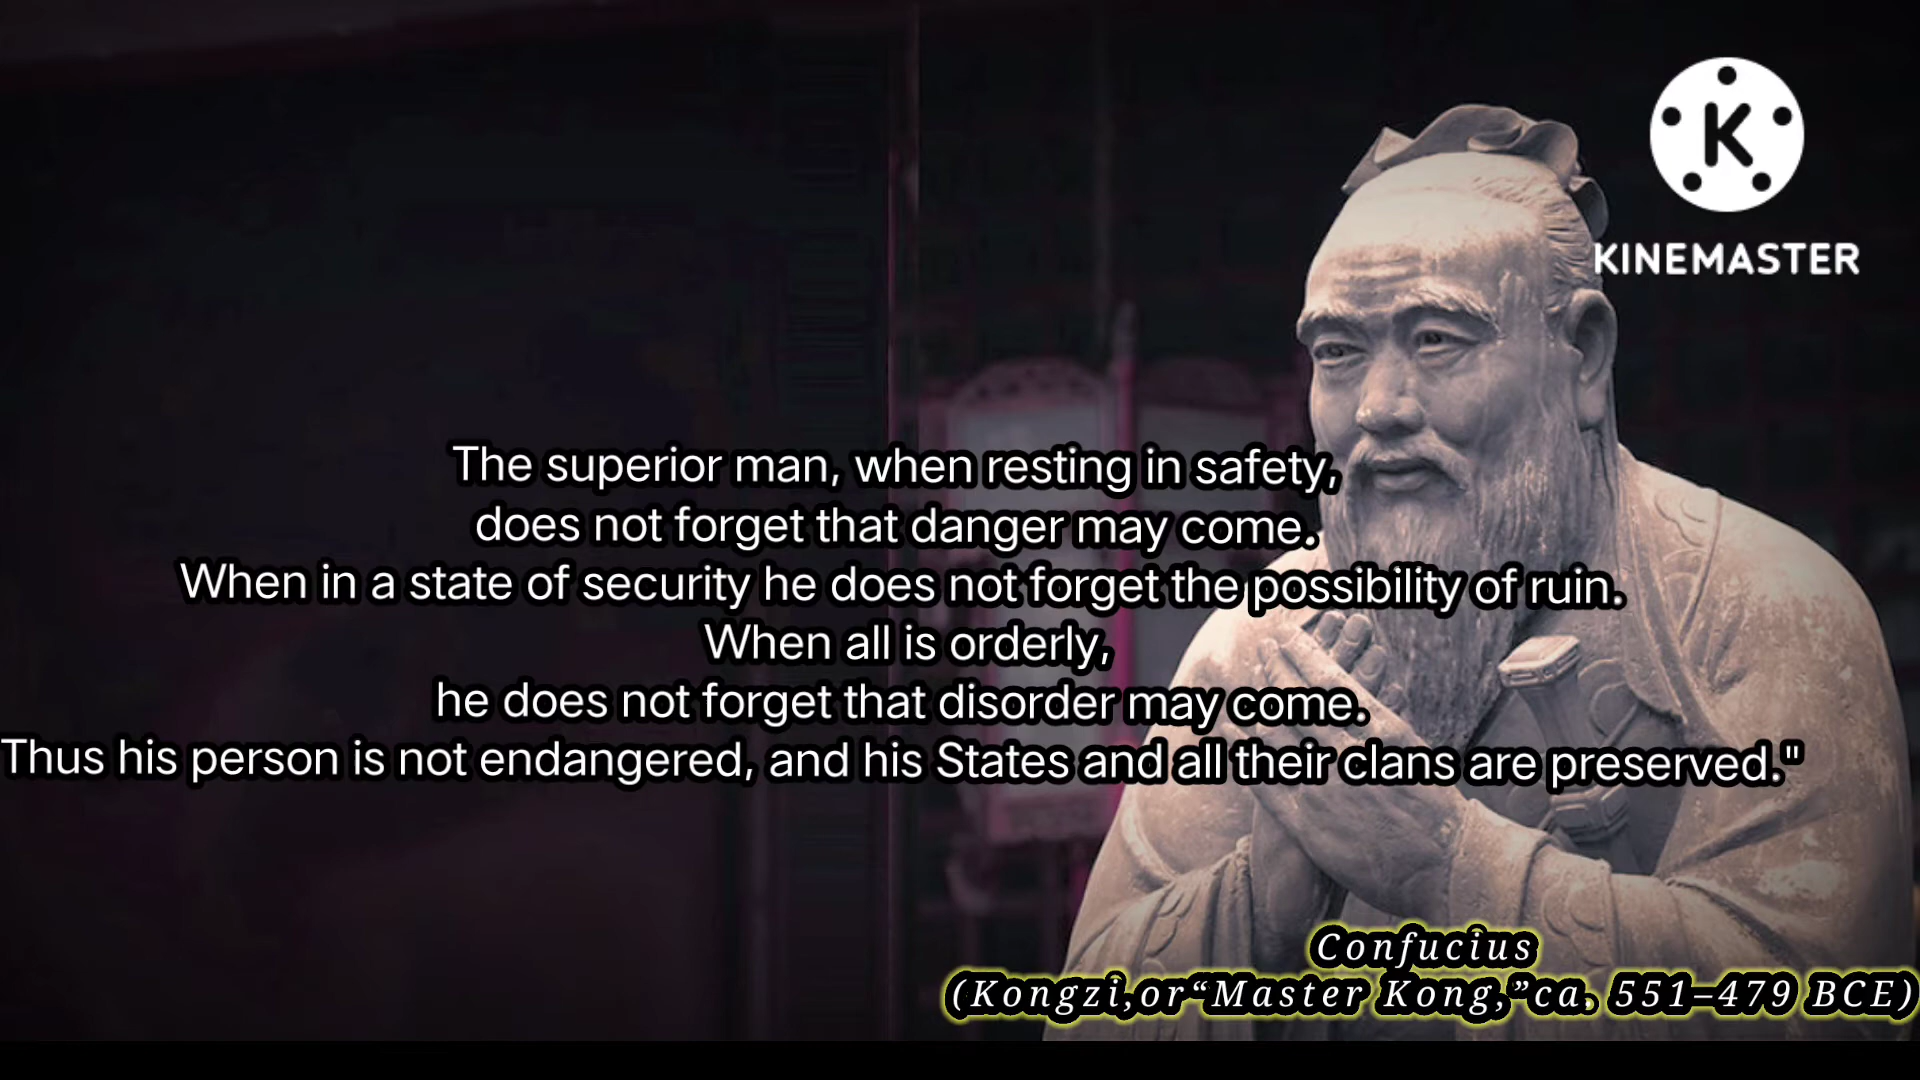 K
KINEMASTER
The superior man, when resting in safety,
does not forget that danger may come.
When in a state of security he does not forget the possibility of ruin.
When all is orderly,
he does not forget that disorder may come.
Thus his person is not endangered, and his States and all their clans are preserved."
Confucius
(Kongzi,or“Master Kong,”ca. 551–479 BCE)